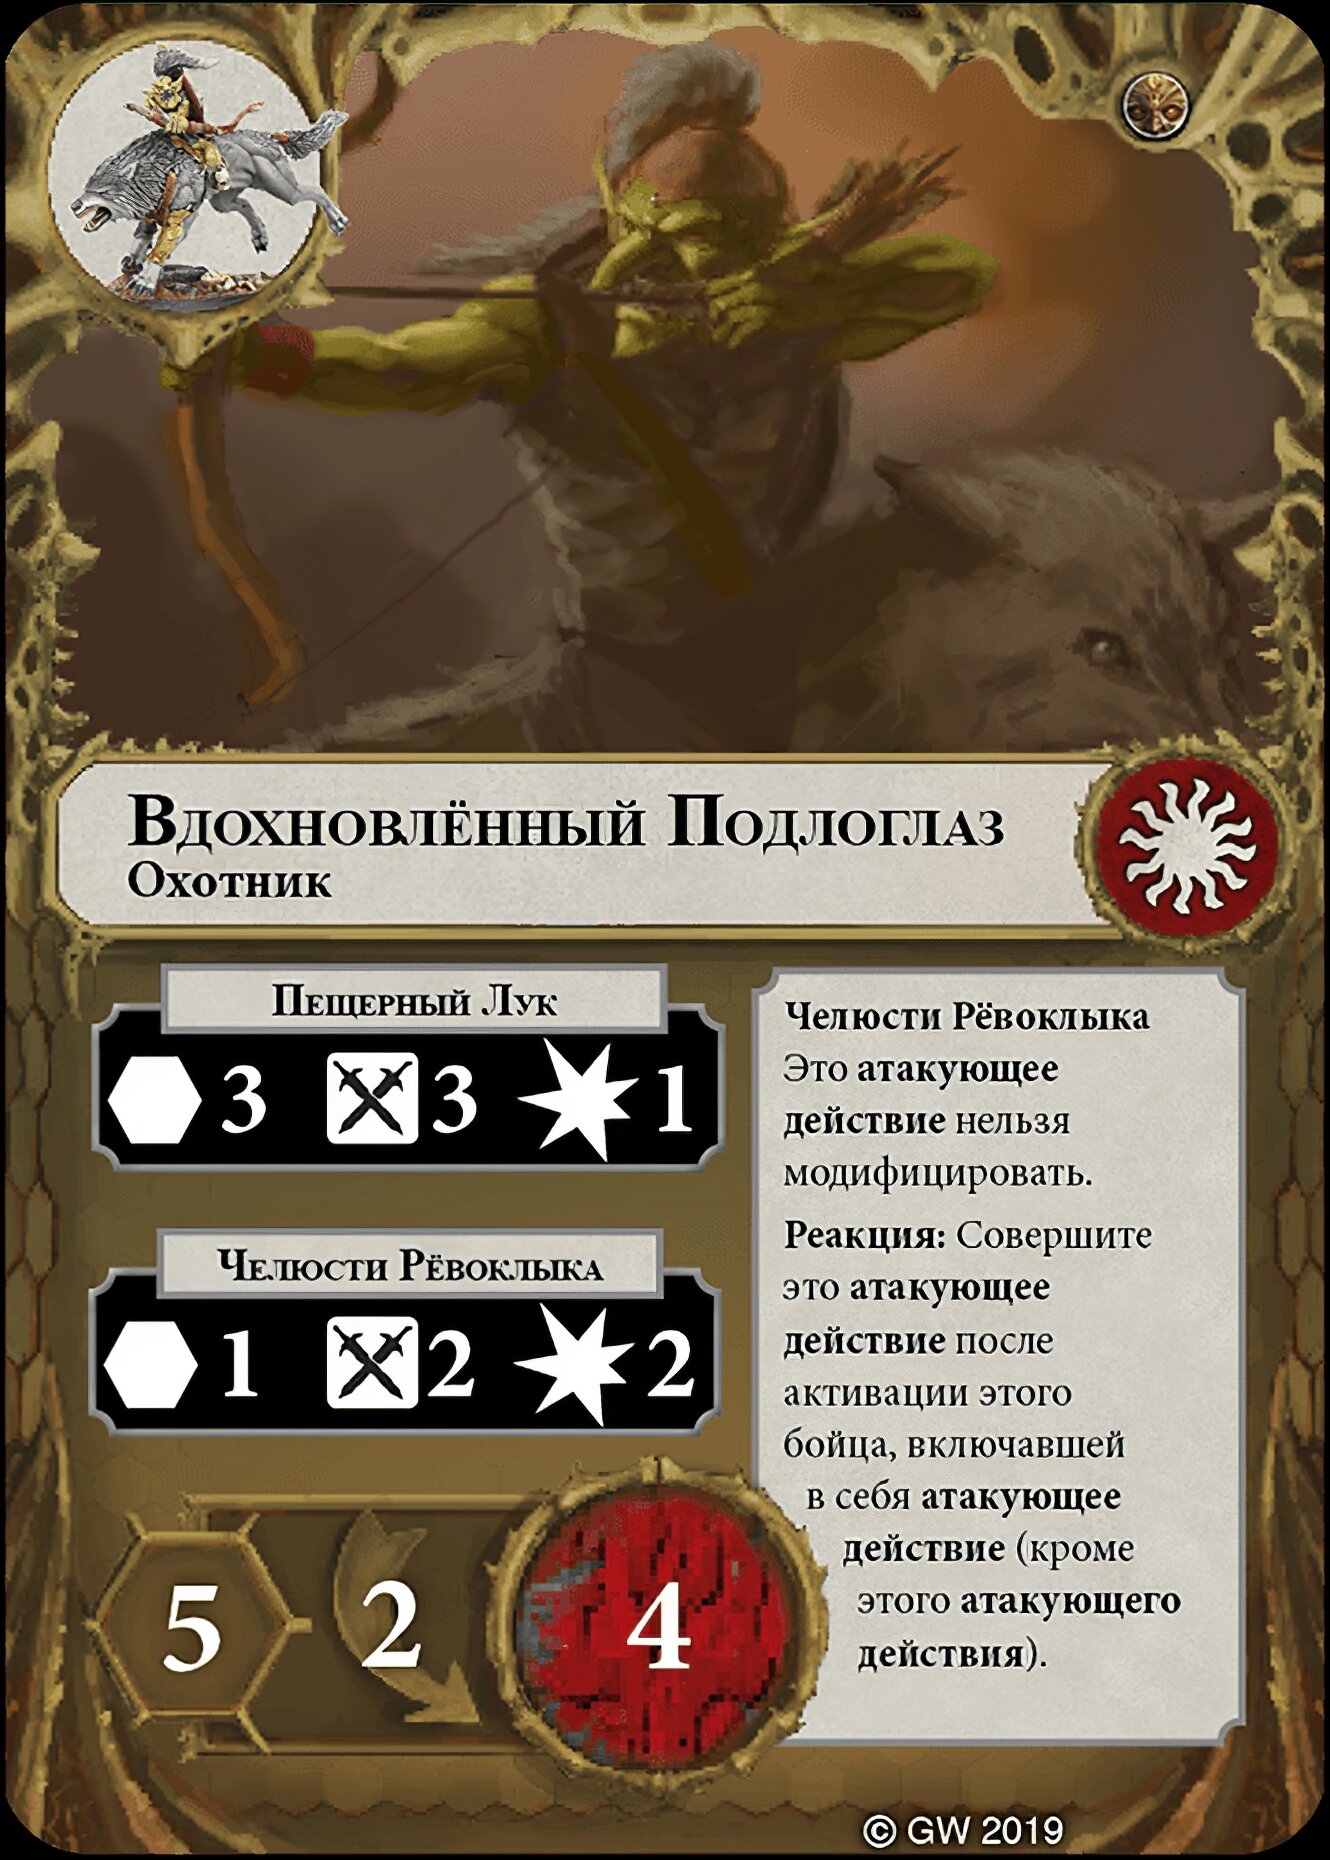 Вдохновлённый Подлоглаз
Охотник
Пещерный Лук
3 3 1
Челюсти Рёвоклыка
1 2 2
5 2 4
Челюсти Рёвоклыка
Это атакующее
действие нельзя
модифицировать.
Реакция: Совершите
это атакующее
действие после
активации этого
бойца, включавшей
в себя атакующее
действие (кроме
этого атакующего
действия).
© GW 2019